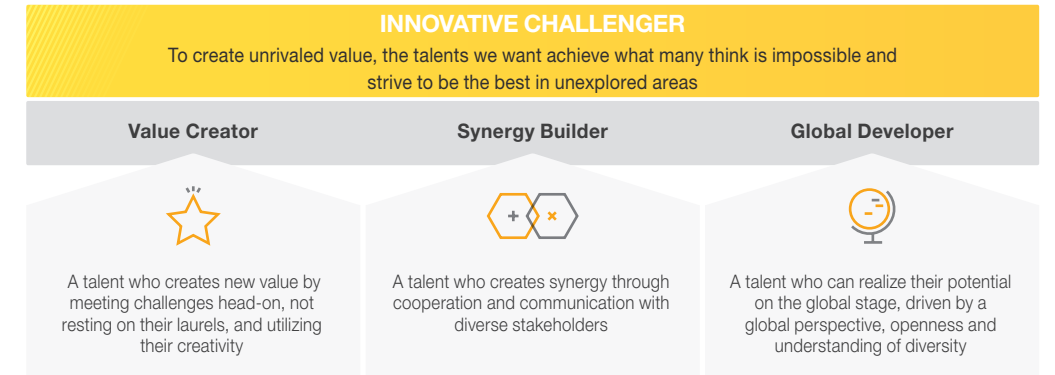 INNOVATIVE CHALLENGER
To create unrivaled value, the talents we want achieve what many think is impossible and
strive to be the best in unexplored areas
Value Creator
Synergy Builder
Global Developer
A talent who creates new value by
meeting challenges head-on, not
resting on their laurels, and utilizing
their creativity
A talent who creates synergy through
cooperation and communication with
diverse stakeholders
A talent who can realize their potential
on the global stage, driven by a
global perspective, openness and
understanding of diversity